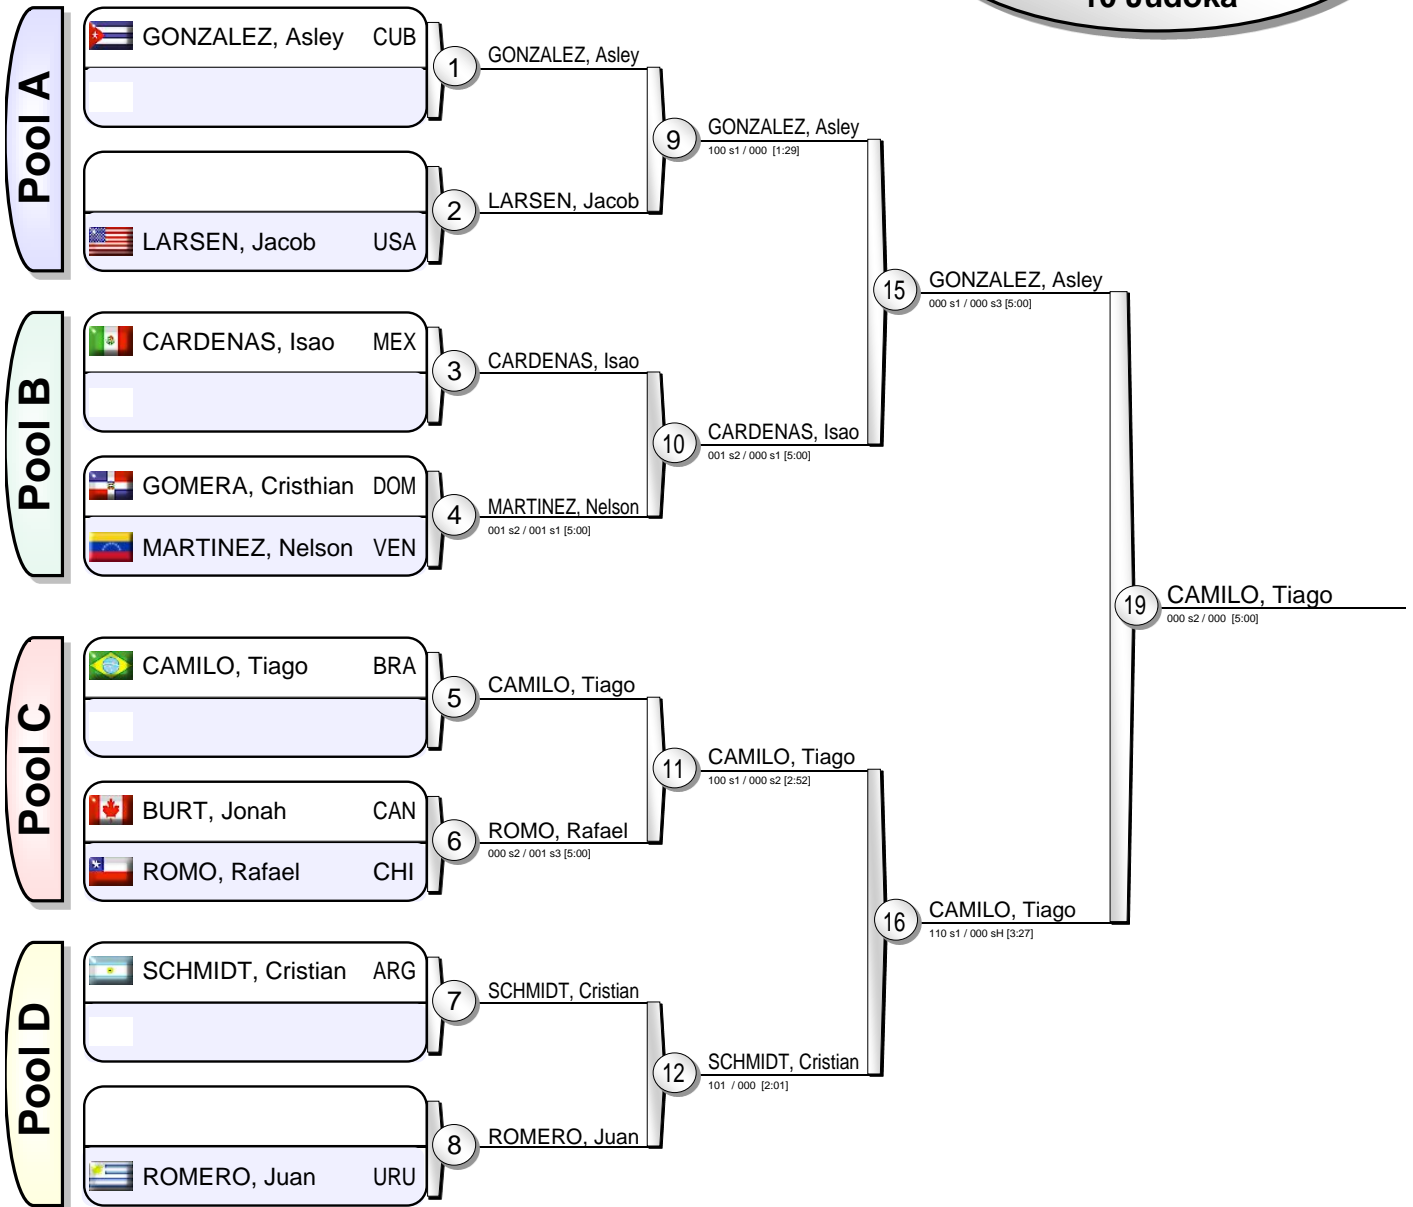 10 Judoka
Pool A
GONZALEZ, Asley CUB
1
GONZALEZ, Asley
LARSEN, Jacob USA
2
LARSEN, Jacob
9
GONZALEZ, Asley
100 s1 / 000 [1:29]
Pool B
CARDENAS, Isao MEX
3
CARDENAS, Isao
GOMERA, Cristhian DOM
MARTINEZ, Nelson VEN
4
MARTINEZ, Nelson
001 s2 / 001 s1 [5:00]
10
CARDENAS, Isao
001 s2 / 000 s1 [5:00]
15
GONZALEZ, Asley
000 s1 / 000 s3 [5:00]
Pool C
CAMILO, Tiago BRA
5
CAMILO, Tiago
BURT, Jonah CAN
ROMO, Rafael CHI
6
ROMO, Rafael
000 s2 / 001 s3 [5:00]
11
CAMILO, Tiago
100 s1 / 000 s2 [2:52]
Pool D
SCHMIDT, Cristian ARG
7
SCHMIDT, Cristian
ROMERO, Juan URU
8
ROMERO, Juan
12
SCHMIDT, Cristian
101 / 000 [2:01]
16
CAMILO, Tiago
110 s1 / 000 sH [3:27]
19
CAMILO, Tiago
000 s2 / 000 [5:00]